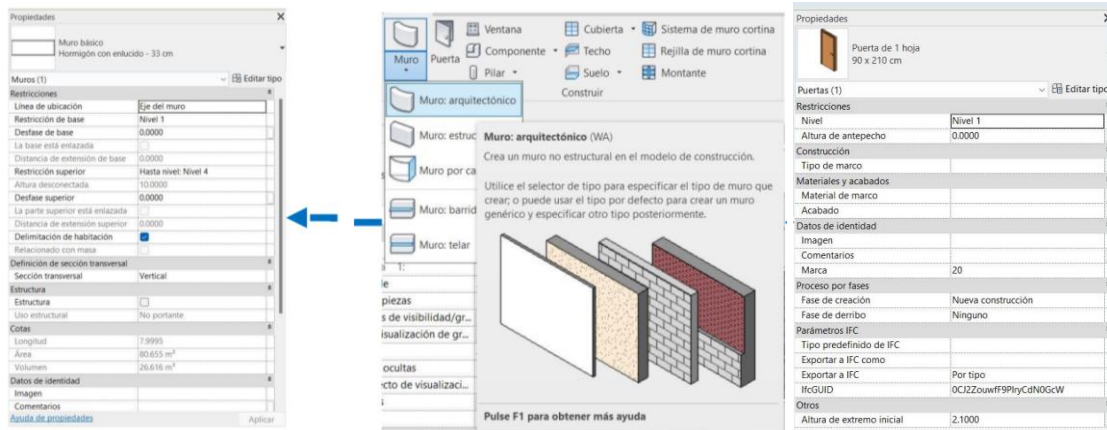 Propiedades
Muro básico
Hormigón con enlucido - 33 cm
Muros (1)
Editar tipo
Restricciones
Línea de ubicación Eje del muro
Restricción de base Nivel 1
Desfase de base 0.0000
La base está enlazada
Distancia de extensión de base 0.0000
Restricción superior Hasta nivel: Nivel 4
Altura desconectada 10.0000
Desfase superior 0.0000
La parte superior está enlazada
Distancia de extensión superior 0.0000
Delimitación de habitación
Relacionado con masa
Definición de sección transversal
Sección transversal Vertical
Estructura
Estructura
Uso estructural No portante
Cotas
Longitud 7.9995
Área 80.655 m²
Volumen 26.616 m³
Datos de identidad
Imagen
Comentarios
Ayuda de propiedades Aplicar
Muro
Puerta
Ventana
Componente
Pilar
Cubierta
Techo
Suelo
Sistema de muro cortina
Rejilla de muro cortina
Montante
Construir
Muro: arquitectónico
Muro: estruc
Muro por ca
Muro: barrid
Muro: telar
Muro: arquitectónico (WA)
Crea un muro no estructural en el modelo de construcción.
Utilice el selector de tipo para especificar el tipo de muro que
crear; o puede usar el tipo por defecto para crear un muro
genérico y especificar otro tipo posteriormente.
1:
le
piezas
s de visibilidad/gr...
isualización de gr...
ocultas
cto de visualizaci...
Pulse F1 para obtener más ayuda
Propiedades
Puerta de 1 hoja
90 x 210 cm
Puertas (1)
Editar tipo
Restricciones
Nivel Nivel 1
Altura de antepecho 0.0000
Construcción
Tipo de marco
Materiales y acabados
Material de marco
Acabado
Datos de identidad
Imagen
Comentarios
Marca 20
Proceso por fases
Fase de creación Nueva construcción
Fase de derribo Ninguno
Parámetros IFC
Tipo predefinido de IFC
Exportar a IFC como
Exportar a IFC Por tipo
IfcGUID 0CJ2ZouwfF9PIryCdN0GcW
Otros
Altura de extremo inicial 2.1000